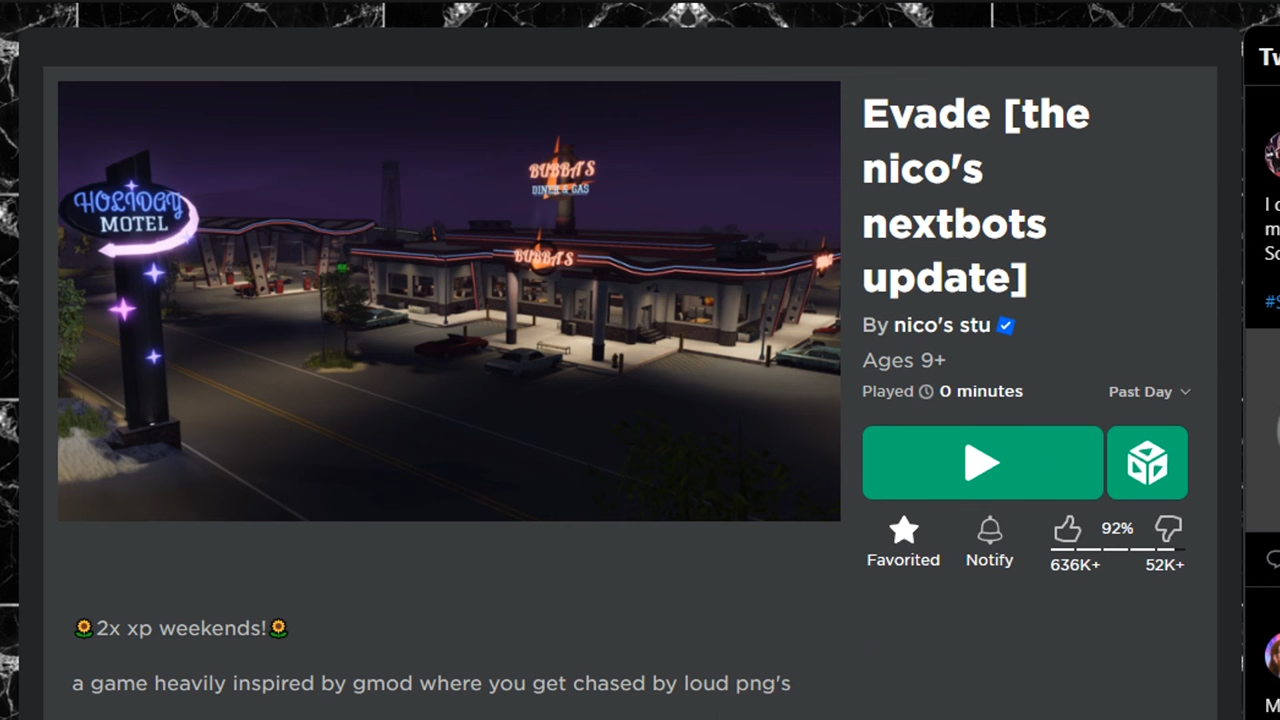 HOLIDAY
MOTEL
BUBBA'S
DINER & GAS
BUBBA'S
Evade [the
nico's
nextbots
update]
By nico's stu
Ages 9+
Played 0 minutes
Past Day
Favorited
Notify
92%
636K+
52K+
🌻2x xp weekends!🌻
a game heavily inspired by gmod where you get chased by loud png's
Tw
I
m
Sc
#S
M